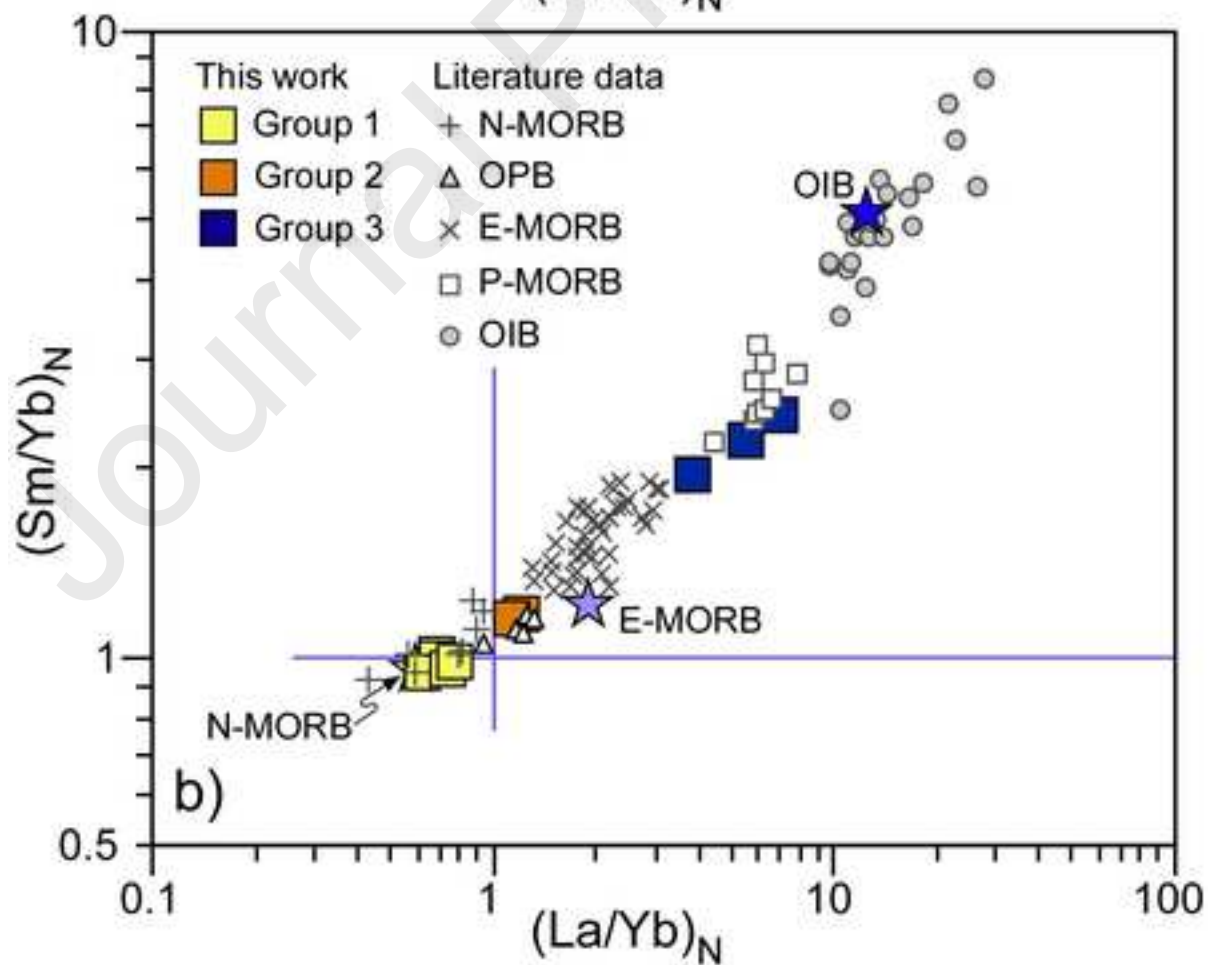 10
This work
Literature data
Group 1
N-MORB
Group 2
OPB
Group 3
E-MORB
P-MORB
OIB
OIB
(Sm/Yb)N
E-MORB
1
N-MORB
b)
0.5
0.1
1
10
100
(La/Yb)N
Journal